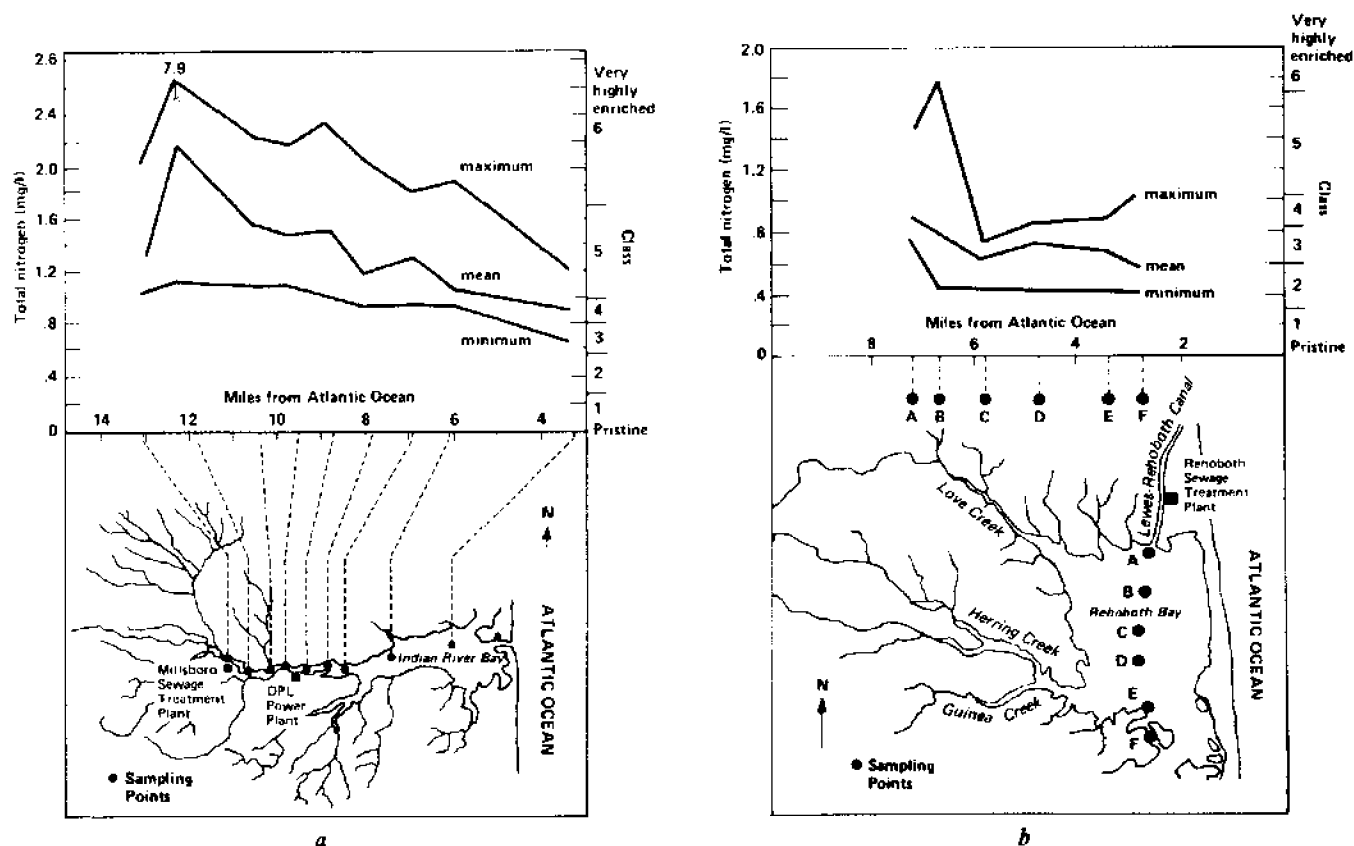 2.6
2.4
2.0
1.6
1.2
.8
.4
0
Total nitrogen (mg/l)
7.9
maximum
mean
minimum
Very
highly
enriched
6
5
4
3
2
1
Pristine
Class
Miles from Atlantic Ocean
14
12
10
8
6
4
N
ATLANTIC OCEAN
Indian River Bay
Millsboro
Sewage
Treatment
Plant
DPL
Power
Plant
Sampling
Points
a
2.0
1.6
1.2
.8
.4
0
Total nitrogen (mg/l)
maximum
mean
minimum
Very
highly
enriched
6
5
4
3
2
1
Pristine
Class
Miles from Atlantic Ocean
8
6
4
2
A
B
C
D
E
F
Lewes-Rehoboth Canal
Rehoboth
Sewage
Treatment
Plant
Love Creek
A
B
Rehoboth Bay
C
D
E
F
Herring Creek
Guinea Creek
ATLANTIC OCEAN
N
Sampling
Points
b